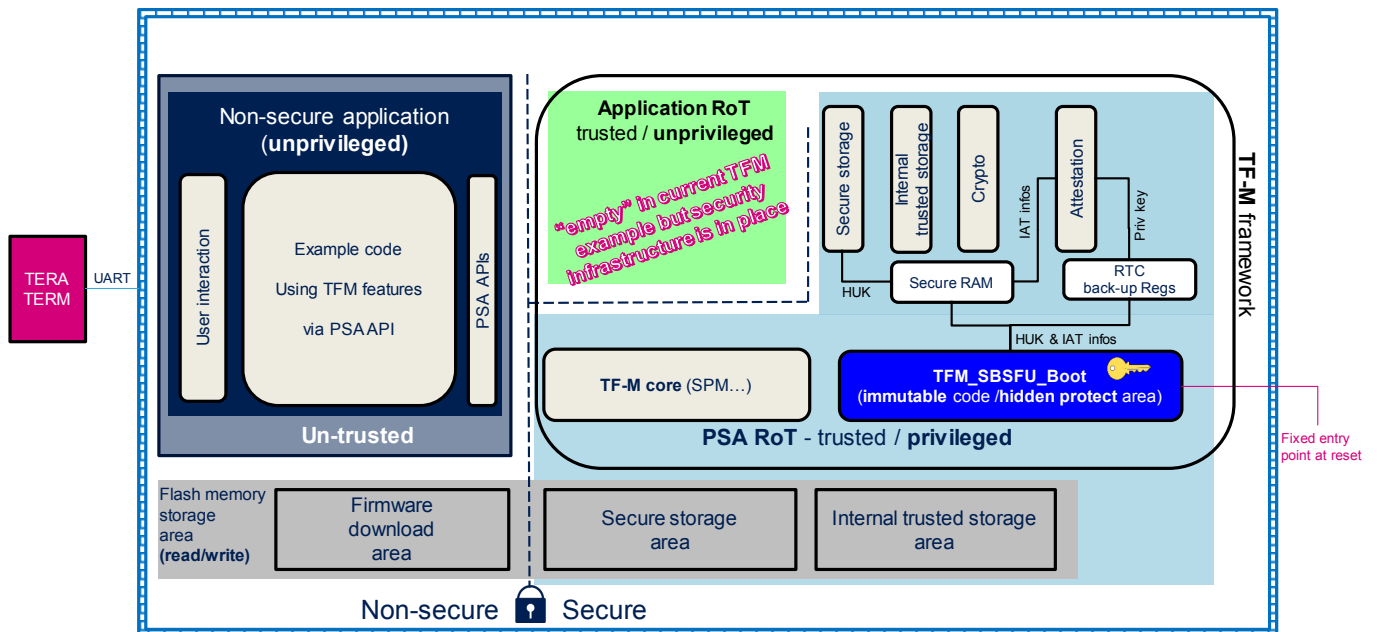 TERA
TERM
UART
Non-secure application
(unprivileged)
User interaction
Example code
Using TFM features
via PSA API
PSA APIs
Un-trusted
Application RoT
trusted / unprivileged
“empty” in current TFM
example but security
infrastructure is in place
Secure storage
Internal
trusted storage
Crypto
Attestation
IAT infos
Priv key
HUK
Secure RAM
RTC
back-up Regs
HUK & IAT infos
TF-M framework
TF-M core (SPM…)
TFM_SBSFU_Boot
(immutable code /hidden protect area)
PSA RoT - trusted / privileged
Fixed entry
point at reset
Flash memory
storage
area
(read/write)
Firmware
download
area
Secure storage
area
Internal trusted storage
area
Non-secure
Secure